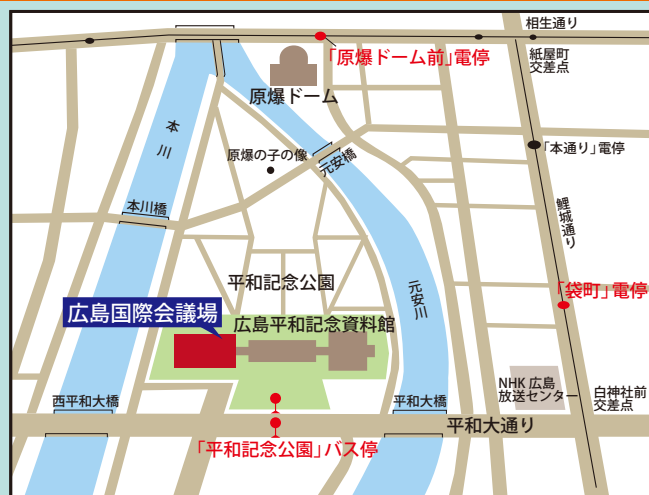 相生通り
「原爆ドーム前」電停
紙屋町
交差点
原爆ドーム
本川
「本通り」電停
原爆の子の像
元安橋
本川橋
鯉城通り
平和記念公園
元安川
「袋町」電停
広島国際会議場
広島平和記念資料館
NHK 広島
放送センター
白神社前
交差点
西平和大橋
平和大橋
平和大通り
「平和記念公園」バス停